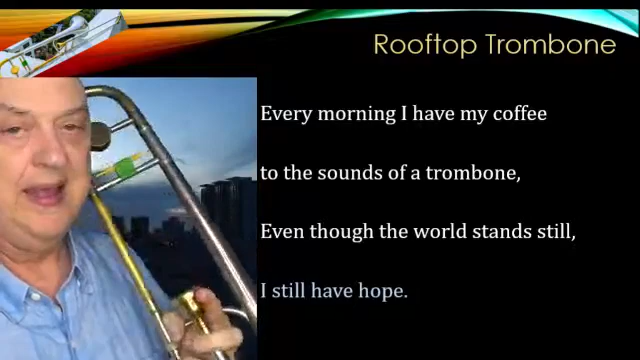 Rooftop Trombone
Every morning I have my coffee
to the sounds of a trombone,
Even though the world stands still,
I still have hope.